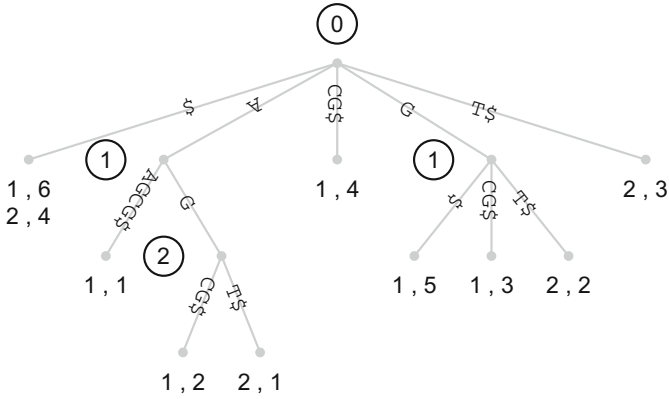 0
$
A
CG$
G
T$
1
1
1 , 6
2 , 4
AGCG$
G
1 , 4
$
CG$
T$
2 , 3
2
1 , 1
CG$
T$
1 , 5
1 , 3
2 , 2
1 , 2
2 , 1